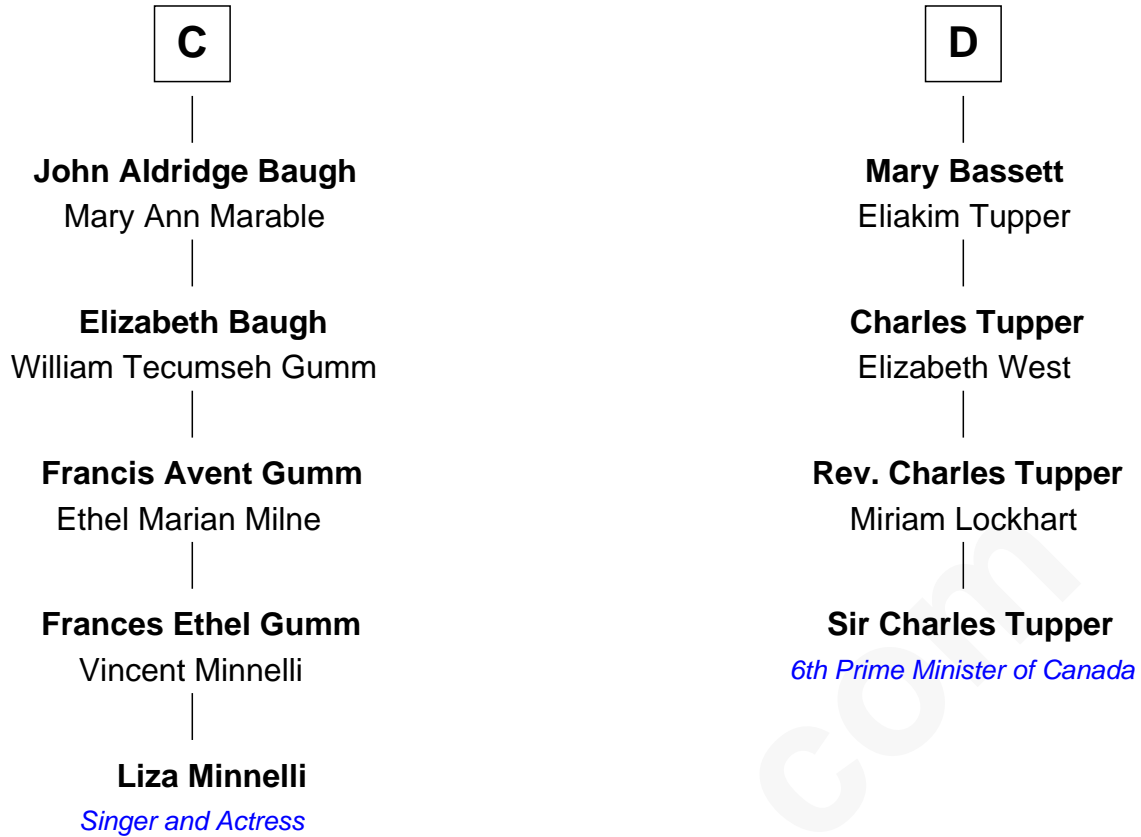 C
John Aldridge Baugh
Mary Ann Marable
Elizabeth Baugh
William Tecumseh Gumm
Francis Avent Gumm
Ethel Marian Milne
Frances Ethel Gumm
Vincent Minnelli
Liza Minnelli
Singer and Actress
D
Mary Bassett
Eliakim Tupper
Charles Tupper
Elizabeth West
Rev. Charles Tupper
Miriam Lockhart
Sir Charles Tupper
6th Prime Minister of Canada
com